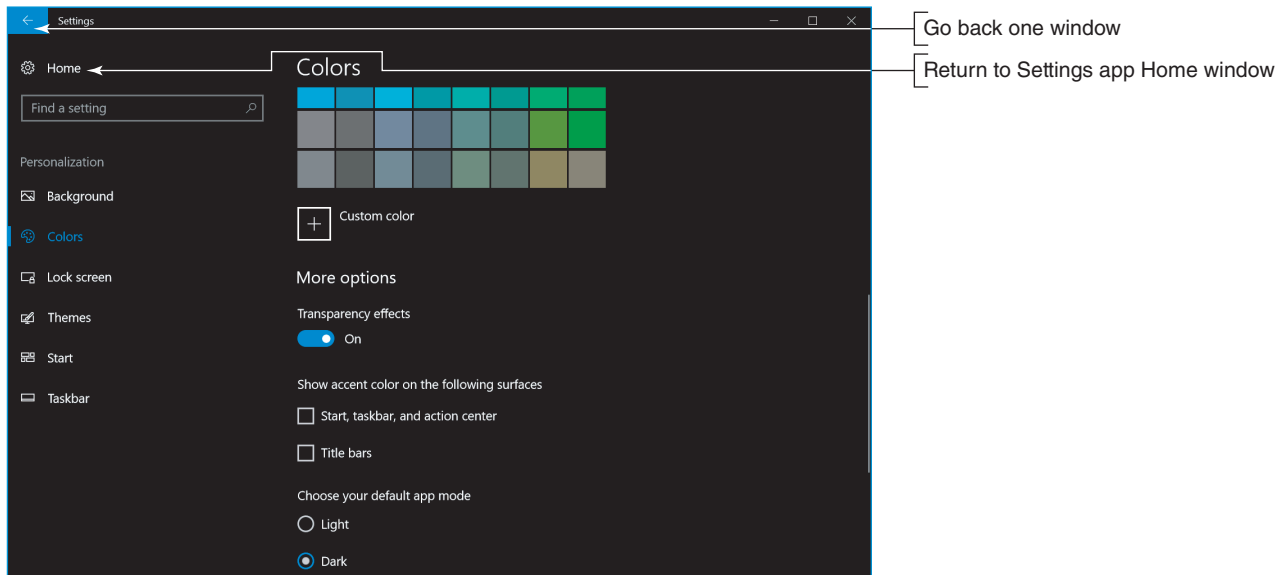 Settings
Go back one window
Home
Colors
Return to Settings app Home window
Find a setting
Personalization
Background
Colors
Lock screen
Themes
Start
Taskbar
Custom color
More options
Transparency effects
On
Show accent color on the following surfaces
Start, taskbar, and action center
Title bars
Choose your default app mode
Light
Dark